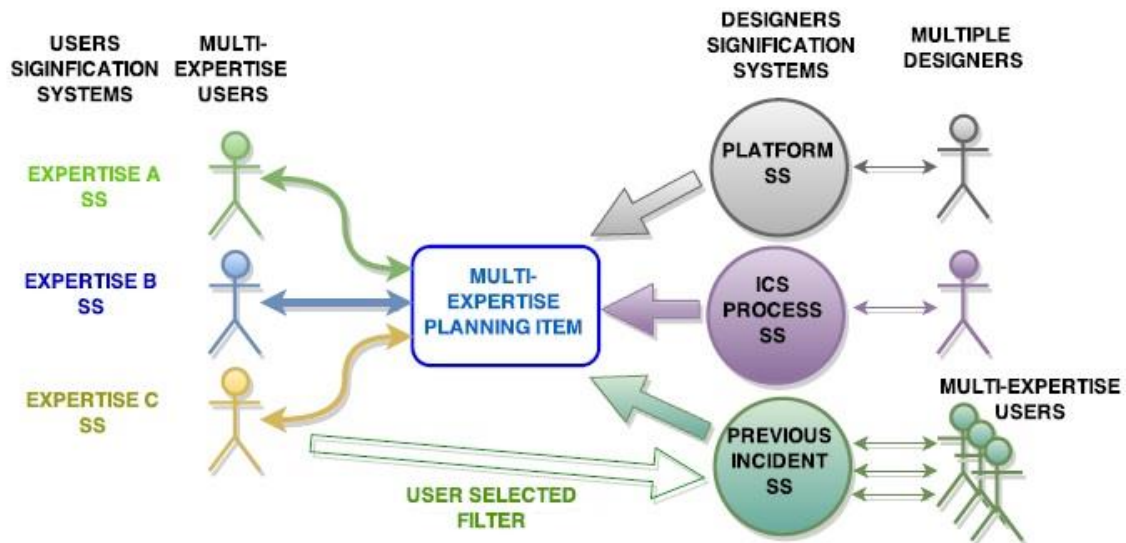 USERS
SIGINFICATION
SYSTEMS
MULTI-
EXPERTISE
USERS
DESIGNERS
SIGNIFICATION
SYSTEMS
MULTIPLE
DESIGNERS
EXPERTISE A
SS
PLATFORM
SS
EXPERTISE B
SS
MULTI-
EXPERTISE
PLANNING ITEM
ICS
PROCESS
SS
EXPERTISE C
SS
MULTI-EXPERTISE
USERS
PREVIOUS
INCIDENT
SS
USER SELECTED
FILTER